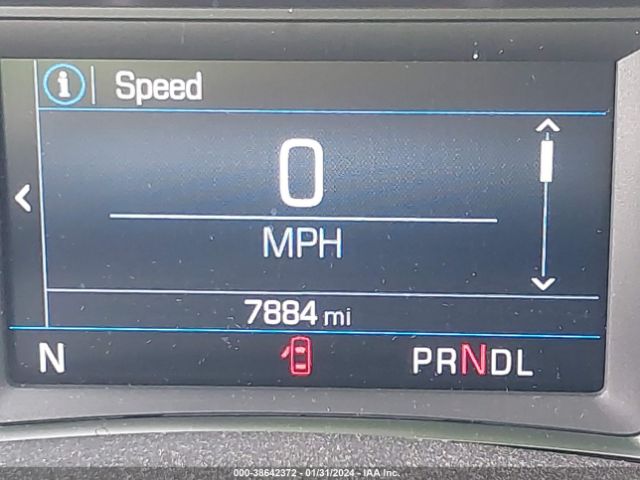 i Speed
0
MPH
7884 mi
N PRNDL
000-38642372 - 01/31/2024 - IAA Inc.